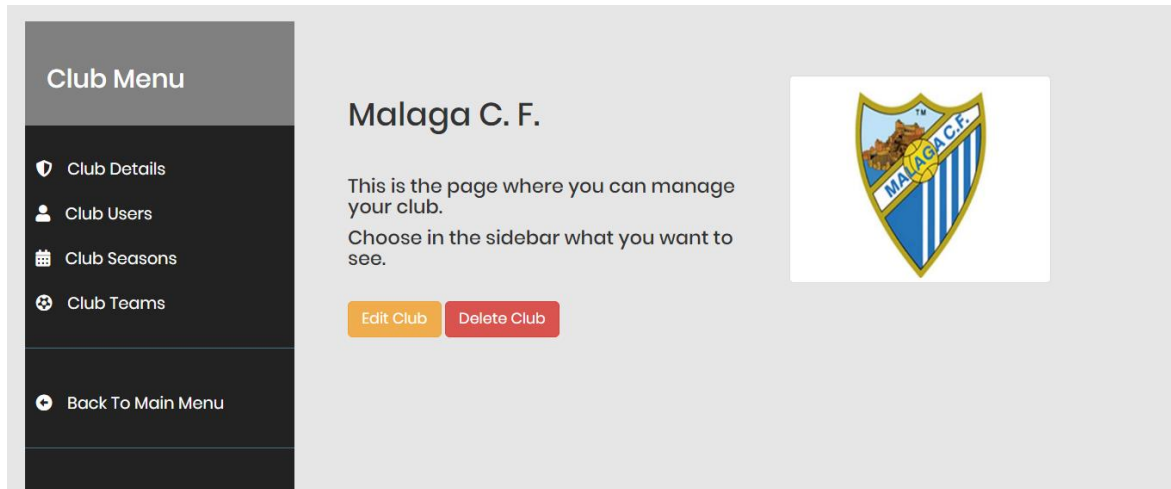 Club Menu
Club Details
Club Users
Club Seasons
Club Teams
Back To Main Menu
Malaga C. F.
This is the page where you can manage
your club.
Choose in the sidebar what you want to
see.
Edit Club Delete Club
TM
MALAGA C.F.